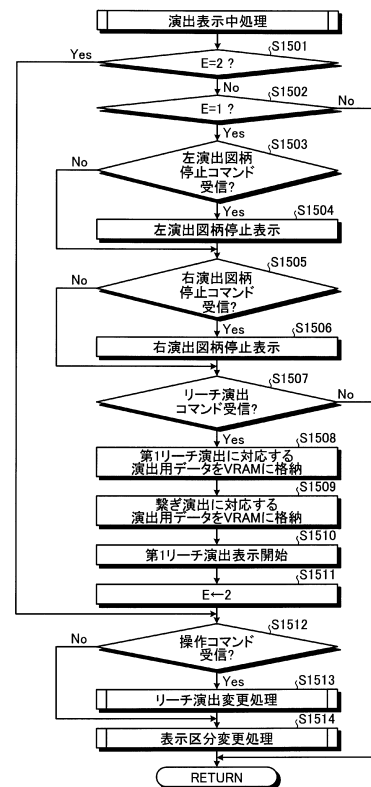 演出表示中処理
S1501
Yes
E=2 ?
No
S1502
E=1 ?
No
Yes
S1503
左演出図柄
停止コマンド
受信?
No
Yes
S1504
左演出図柄停止表示
S1505
右演出図柄
停止コマンド
受信?
No
Yes
S1506
右演出図柄停止表示
S1507
リーチ演出
コマンド受信?
No
Yes
S1508
第1リーチ演出に対応する
演出用データをVRAMに格納
S1509
繋ぎ演出に対応する
演出用データをVRAMに格納
S1510
第1リーチ演出表示開始
S1511
E←2
S1512
操作コマンド
受信?
No
Yes
S1513
リーチ演出変更処理
S1514
表示区分変更処理
RETURN